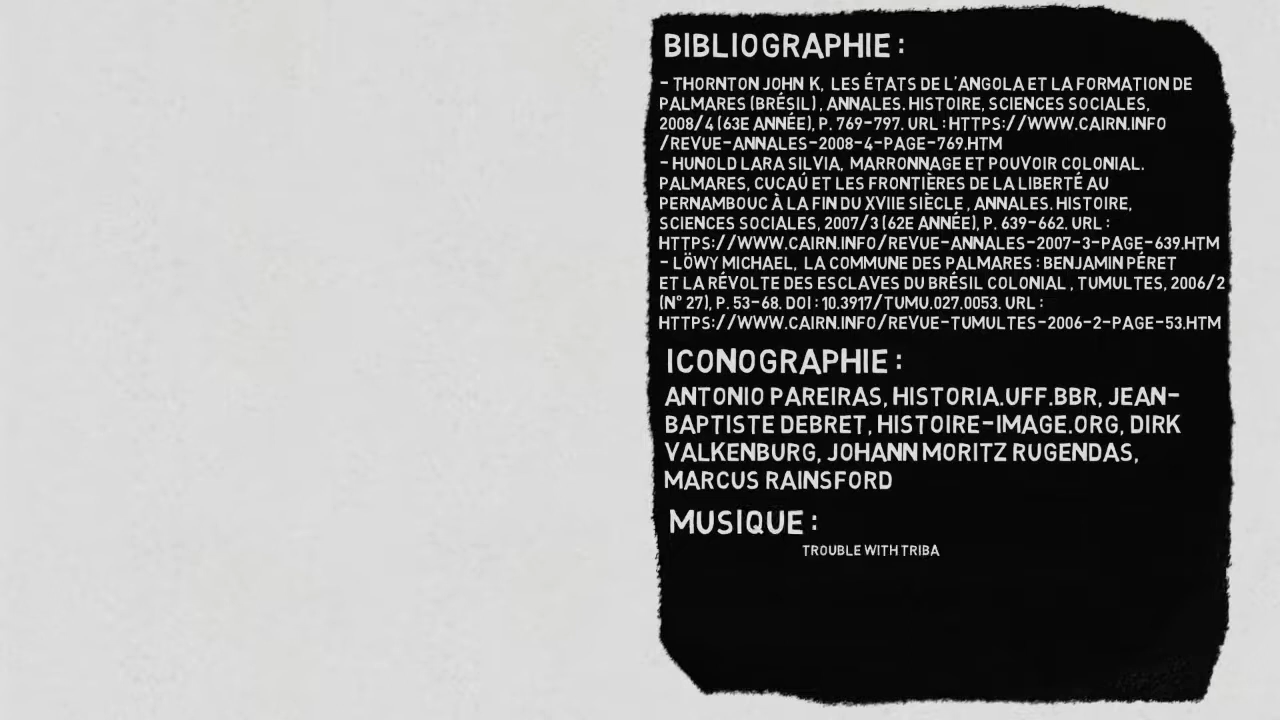 BIBLIOGRAPHIE :
- THORNTON JOHN K, LES ÉTATS DE L'ANGOLA ET LA FORMATION DE
PALMARES (BRÉSIL) , ANNALES. HISTOIRE, SCIENCES SOCIALES,
2008/4 (63E ANNÉE), P. 769-797. URL : HTTPS://WWW.CAIRN.INFO
/REVUE-ANNALES-2008-4-PAGE-769.HTM
- HUNOLD LARA SILVIA, MARRONNAGE ET POUVOIR COLONIAL.
PALMARES, CUCAÚ ET LES FRONTIÈRES DE LA LIBERTÉ AU
PERNAMBOUC À LA FIN DU XVIIE SIÈCLE , ANNALES. HISTOIRE,
SCIENCES SOCIALES, 2007/3 (62E ANNÉE), P. 639-662. URL :
HTTPS://WWW.CAIRN.INFO/REVUE-ANNALES-2007-3-PAGE-639.HTM
- LÖWY MICHAEL, LA COMMUNE DES PALMARES : BENJAMIN PÉRET
ET LA RÉVOLTE DES ESCLAVES DU BRÉSIL COLONIAL , TUMULTES, 2006/2
(N° 27), P. 53-68. DOI : 10.3917/TUMU.027.0053. URL :
HTTPS://WWW.CAIRN.INFO/REVUE-TUMULTES-2006-2-PAGE-53.HTM
ICONOGRAPHIE :
ANTONIO PAREIRAS, HISTORIA.UFF.BBR, JEAN-
BAPTISTE DEBRET, HISTOIRE-IMAGE.ORG, DIRK
VALKENBURG, JOHANN MORITZ RUGENDAS,
MARCUS RAINSFORD
MUSIQUE :
TROUBLE WITH TRIBA